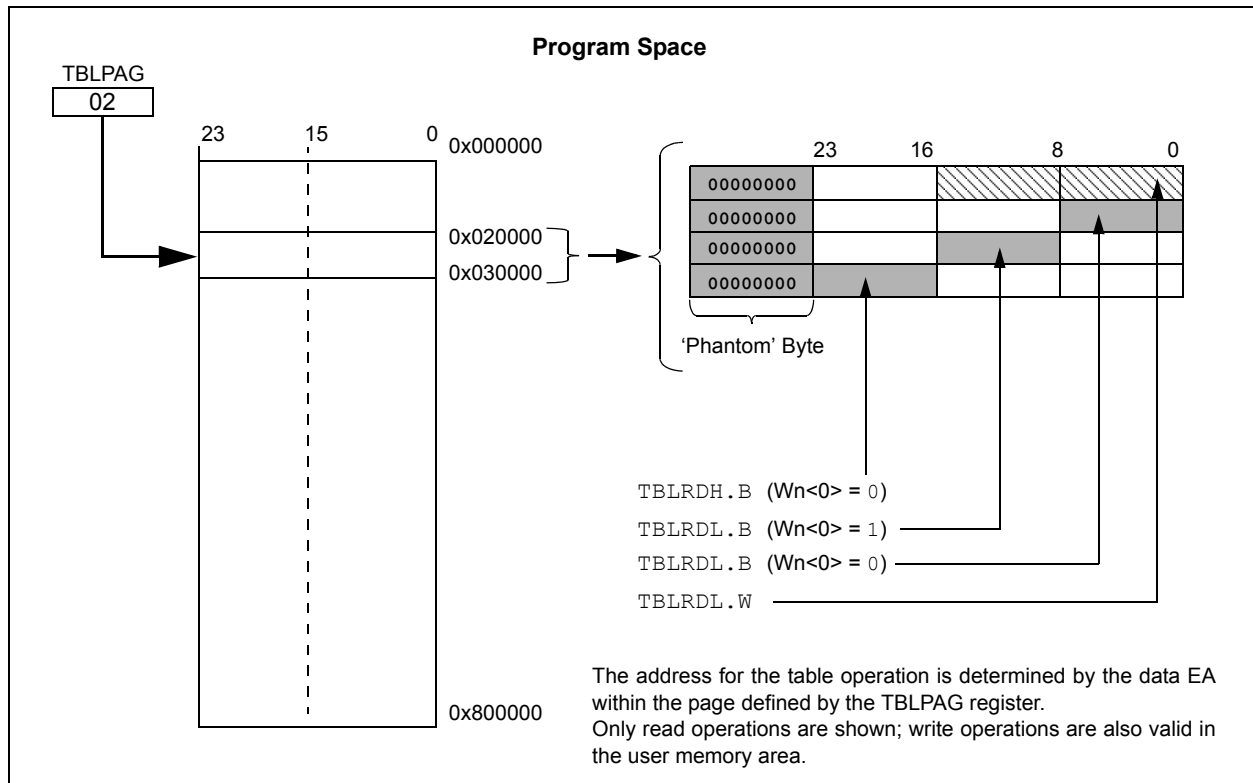 Program Space
TBLPAG
02
23 15 0
0x000000
0x020000
0x030000
0x800000
23 16 8 0
00000000
00000000
00000000
00000000
‘Phantom’ Byte
TBLRDH.B (Wn<0> = 0)
TBLRDL.B (Wn<0> = 1)
TBLRDL.B (Wn<0> = 0)
TBLRDL.W
The address for the table operation is determined by the data EA
within the page defined by the TBLPAG register.
Only read operations are shown; write operations are also valid in
the user memory area.